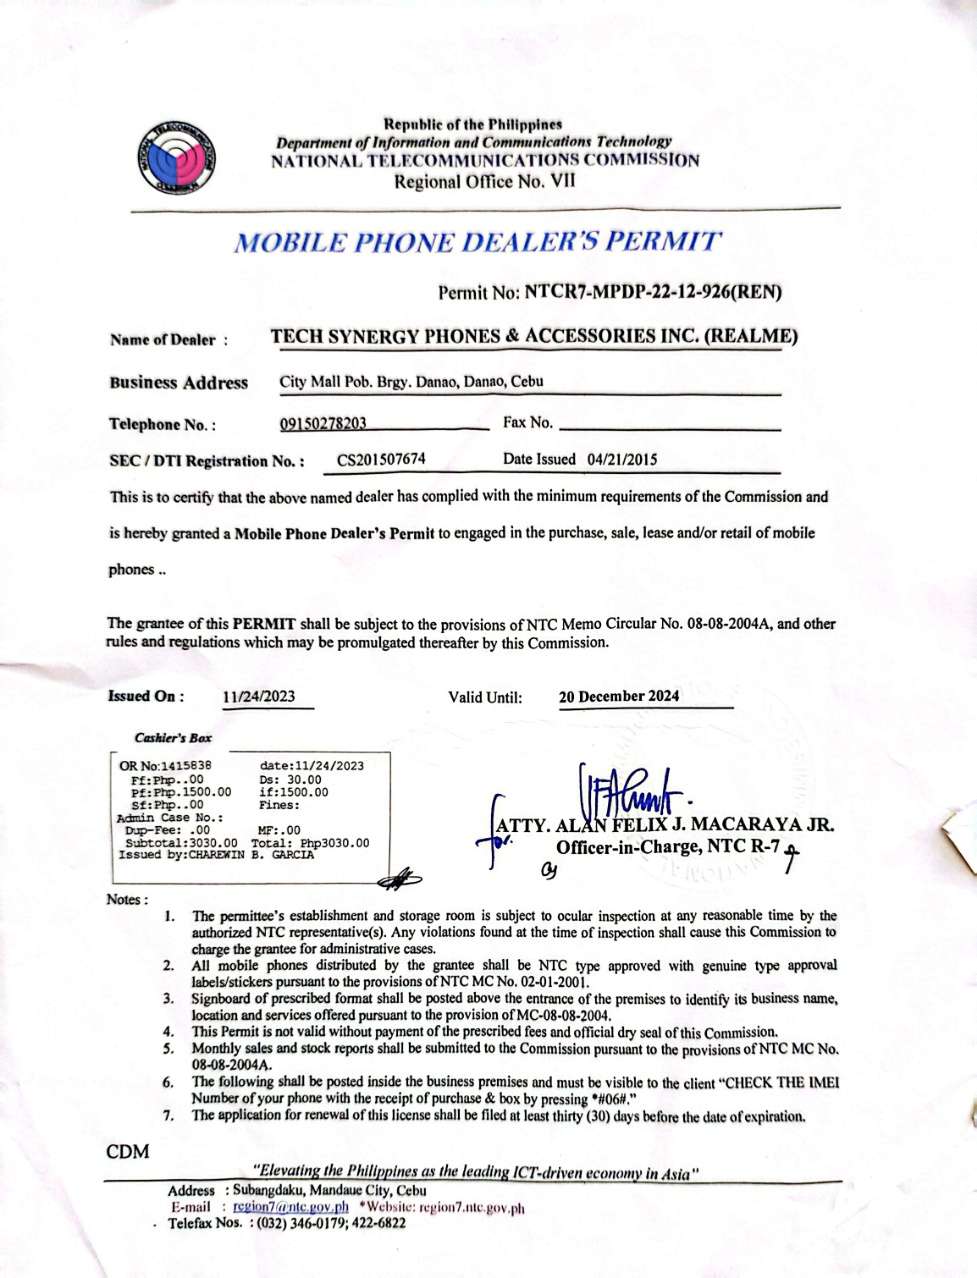 Republic of the Philippines
Department of Information and Communications Technology
NATIONAL TELECOMMUNICATIONS COMMISSION
Regional Office No. VII
NATIONAL TELECOMMUNICATIONS COMMISSION
MOBILE PHONE DEALER'S PERMIT
Permit No: NTCR7-MPDP-22-12-926(REN)
Name of Dealer : TECH SYNERGY PHONES & ACCESSORIES INC. (REALME)
Business Address City Mall Pob. Brgy. Danao, Danao, Cebu
Telephone No. : 09150278203 Fax No.
SEC / DTI Registration No. : CS201507674 Date Issued 04/21/2015
This is to certify that the above named dealer has complied with the minimum requirements of the Commission and
is hereby granted a Mobile Phone Dealer's Permit to engaged in the purchase, sale, lease and/or retail of mobile
phones ..
The grantee of this PERMIT shall be subject to the provisions of NTC Memo Circular No. 08-08-2004A, and other
rules and regulations which may be promulgated thereafter by this Commission.
Issued On : 11/24/2023 Valid Until: 20 December 2024
Cashier's Box
OR No:1415838 date:11/24/2023
Ff:Php..00 Ds: 30.00
Pf:Php.1500.00 if:1500.00
Sf:Php..00 Fines:
Admin Case No.:
Dup-Fee: .00 MF:.00
Subtotal:3030.00 Total: Php3030.00
Issued by:CHAREWIN B. GARCIA
for:
ATTY. ALAN FELIX J. MACARAYA JR.
Officer-in-Charge, NTC R-7
Notes :
1. The permittee's establishment and storage room is subject to ocular inspection at any reasonable time by the
authorized NTC representative(s). Any violations found at the time of inspection shall cause this Commission to
charge the grantee for administrative cases.
2. All mobile phones distributed by the grantee shall be NTC type approved with genuine type approval
labels/stickers pursuant to the provisions of NTC MC No. 02-01-2001.
3. Signboard of prescribed format shall be posted above the entrance of the premises to identify its business name,
location and services offered pursuant to the provision of MC-08-08-2004.
4. This Permit is not valid without payment of the prescribed fees and official dry seal of this Commission.
5. Monthly sales and stock reports shall be submitted to the Commission pursuant to the provisions of NTC MC No.
08-08-2004A.
6. The following shall be posted inside the business premises and must be visible to the client "CHECK THE IMEI
Number of your phone with the receipt of purchase & box by pressing *#06#."
7. The application for renewal of this license shall be filed at least thirty (30) days before the date of expiration.
CDM
"Elevating the Philippines as the leading ICT-driven economy in Asia"
Address : Subangdaku, Mandaue City, Cebu
E-mail : region7@ntc.gov.ph *Website: region7.ntc.gov.ph
Telefax Nos. : (032) 346-0179; 422-6822